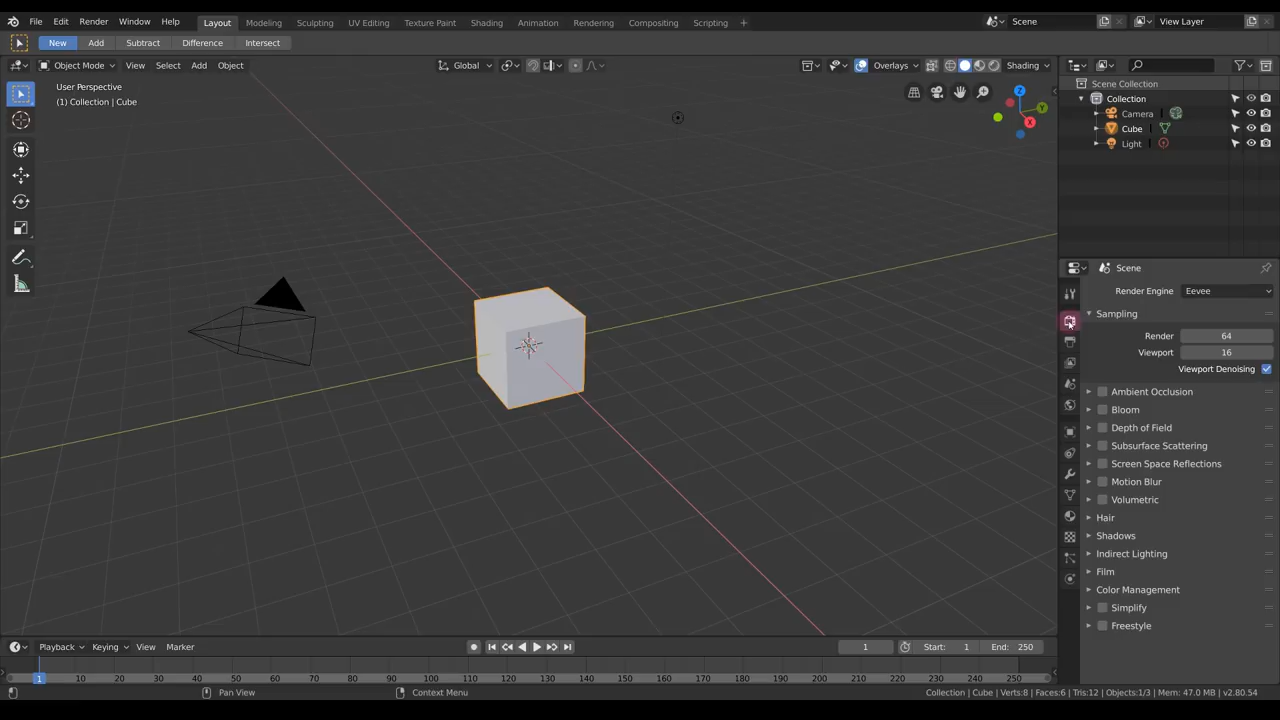 File Edit Render Window Help Layout Modeling Sculpting UV Editing Texture Paint Shading Animation Rendering Compositing Scripting + Scene View Layer
New Add Subtract Difference Intersect
Object Mode View Select Add Object Global Overlays Shading
User Perspective
(1) Collection | Cube
Z
Y
X
Scene Collection
Collection
Camera
Cube
Light
Scene
Render Engine Eevee
Sampling
Render 64
Viewport 16
Viewport Denoising
Ambient Occlusion
Bloom
Depth of Field
Subsurface Scattering
Screen Space Reflections
Motion Blur
Volumetric
Hair
Shadows
Indirect Lighting
Film
Color Management
Simplify
Freestyle
Playback Keying View Marker 1 Start: 1 End: 250
1 10 20 30 40 50 60 70 80 90 100 110 120 130 140 150 160 170 180 190 200 210 220 230 240 250
Pan View Context Menu Collection | Cube | Verts:8 | Faces:6 | Tris:12 | Objects:1/3 | Mem: 47.0 MB | v2.80.54